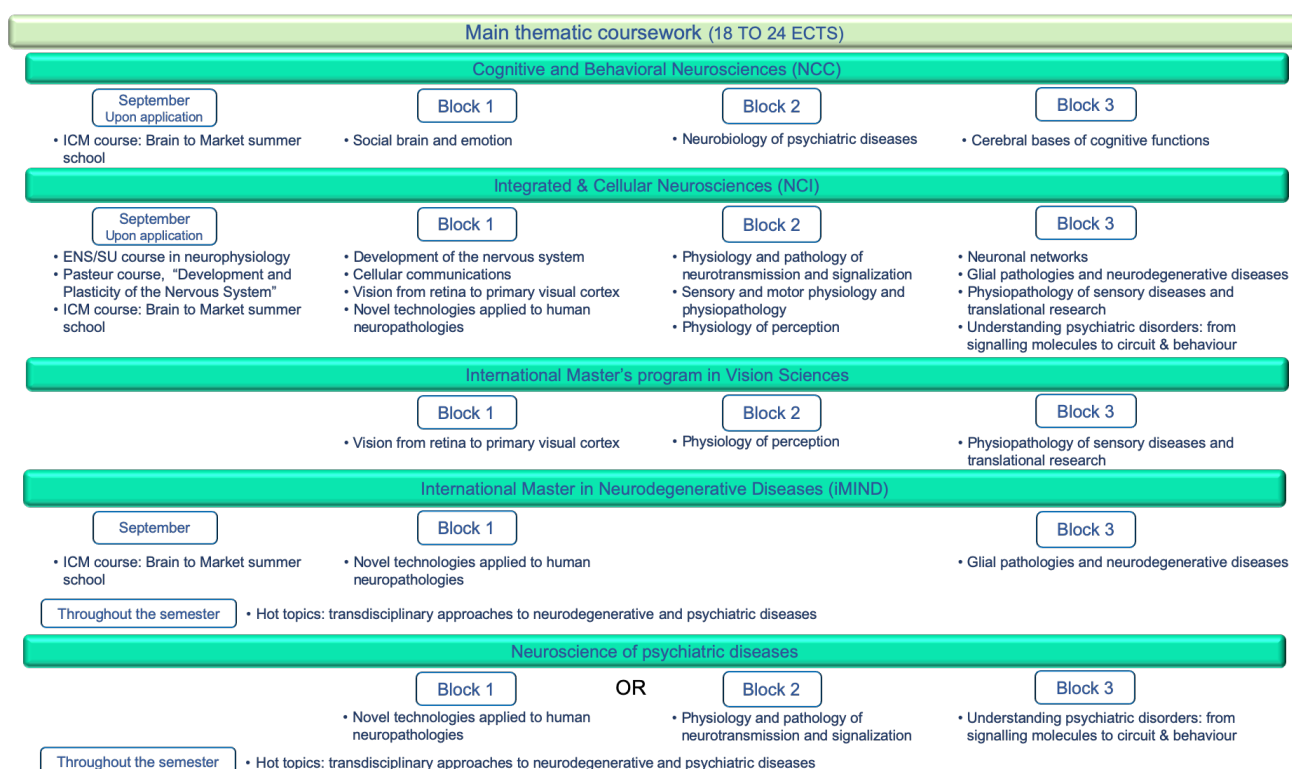 Main thematic coursework (18 TO 24 ECTS)
Cognitive and Behavioral Neurosciences (NCC)
September
Upon application
• ICM course: Brain to Market summer
school
Block 1
• Social brain and emotion
Block 2
• Neurobiology of psychiatric diseases
Block 3
• Cerebral bases of cognitive functions
Integrated & Cellular Neurosciences (NCI)
September
Upon application
• ENS/SU course in neurophysiology
• Pasteur course, “Development and
Plasticity of the Nervous System”
• ICM course: Brain to Market summer
school
Block 1
• Development of the nervous system
• Cellular communications
• Vision from retina to primary visual cortex
• Novel technologies applied to human
neuropathologies
Block 2
• Physiology and pathology of
neurotransmission and signalization
• Sensory and motor physiology and
physiopathology
• Physiology of perception
Block 3
• Neuronal networks
• Glial pathologies and neurodegenerative diseases
• Physiopathology of sensory diseases and
translational research
• Understanding psychiatric disorders: from
signalling molecules to circuit & behaviour
International Master’s program in Vision Sciences
Block 1
• Vision from retina to primary visual cortex
Block 2
• Physiology of perception
Block 3
• Physiopathology of sensory diseases and
translational research
International Master in Neurodegenerative Diseases (iMIND)
September
• ICM course: Brain to Market summer
school
Block 1
• Novel technologies applied to human
neuropathologies
Block 3
• Glial pathologies and neurodegenerative diseases
Throughout the semester
• Hot topics: transdisciplinary approaches to neurodegenerative and psychiatric diseases
Neuroscience of psychiatric diseases
Block 1
• Novel technologies applied to human
neuropathologies
OR
Block 2
• Physiology and pathology of
neurotransmission and signalization
Block 3
• Understanding psychiatric disorders: from
signalling molecules to circuit & behaviour
Throughout the semester
• Hot topics: transdisciplinary approaches to neurodegenerative and psychiatric diseases